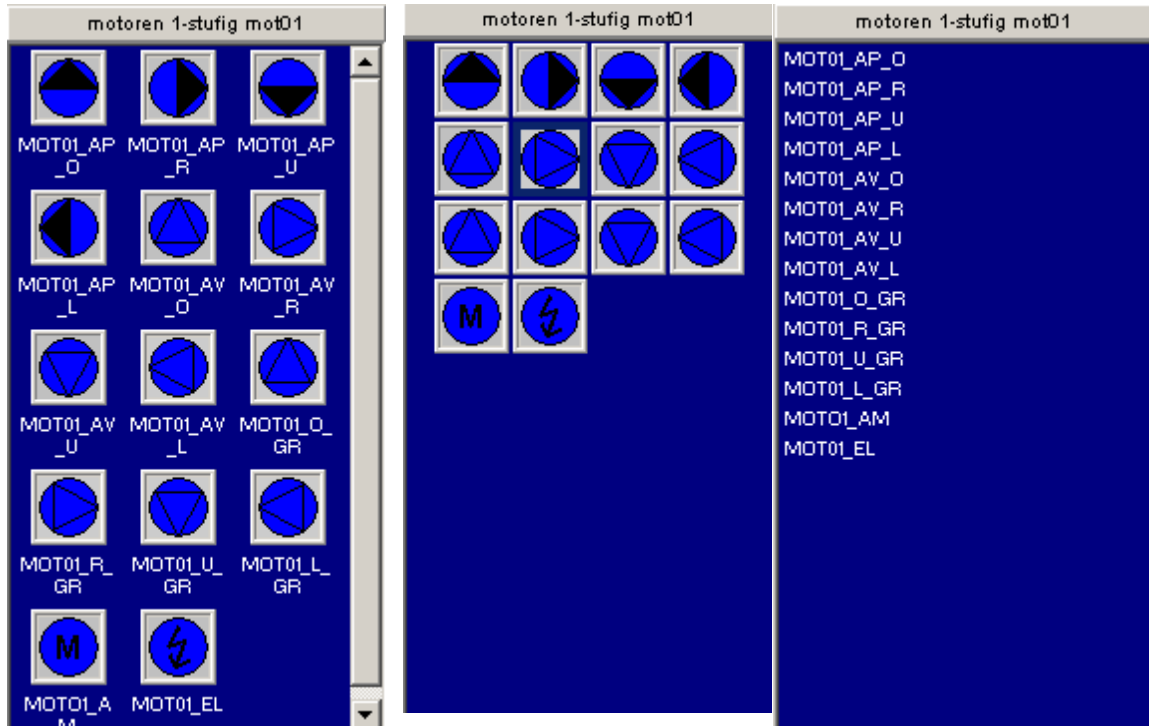 motoren 1-stufig mot01
MOT01_AP
_O
MOT01_AP
_R
MOT01_AP
_U
MOT01_AP
_L
MOT01_AV
_O
MOT01_AV
_R
MOT01_AV
_U
MOT01_AV
_L
MOT01_O_
GR
MOT01_R_
GR
MOT01_U_
GR
MOT01_L_
GR
M
MOTO1_A
M
MOT01_EL
motoren 1-stufig mot01
M
motoren 1-stufig mot01
MOT01_AP_O
MOT01_AP_R
MOT01_AP_U
MOT01_AP_L
MOT01_AV_O
MOT01_AV_R
MOT01_AV_U
MOT01_AV_L
MOT01_O_GR
MOT01_R_GR
MOT01_U_GR
MOT01_L_GR
MOTO1_AM
MOT01_EL